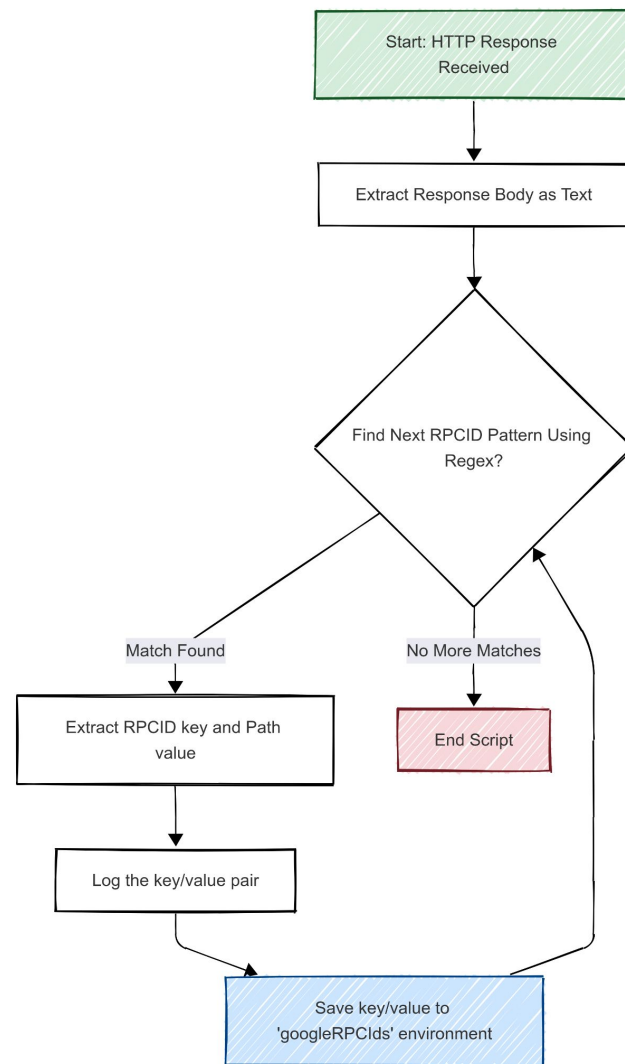 Start: HTTP Response
Received
Extract Response Body as Text
Find Next RPCID Pattern Using
Regex?
Match Found
No More Matches
Extract RPCID key and Path
value
End Script
Log the key/value pair
Save key/value to
'googleRPCIds' environment